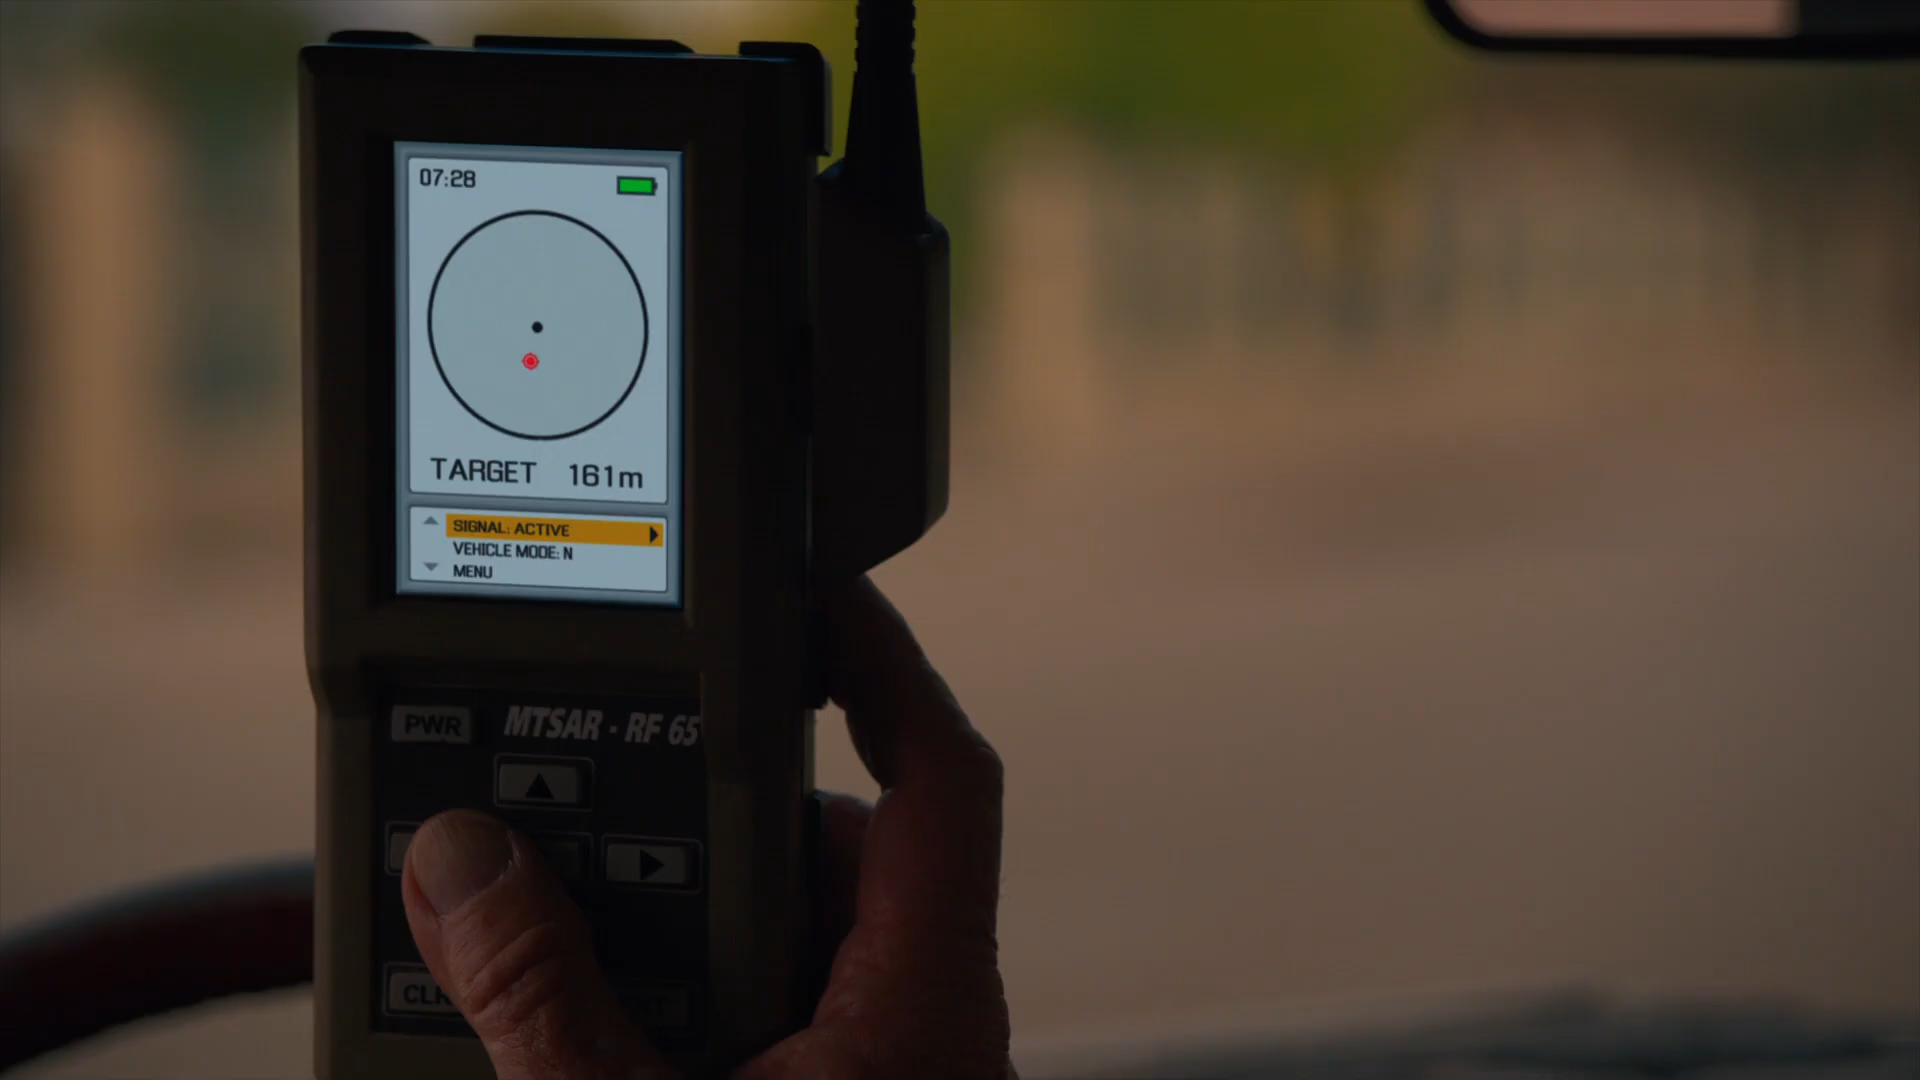 07:28
TARGET 161m
SIGNAL: ACTIVE
VEHICLE MODE: N
MENU
PWR
MTSAR - RF 65